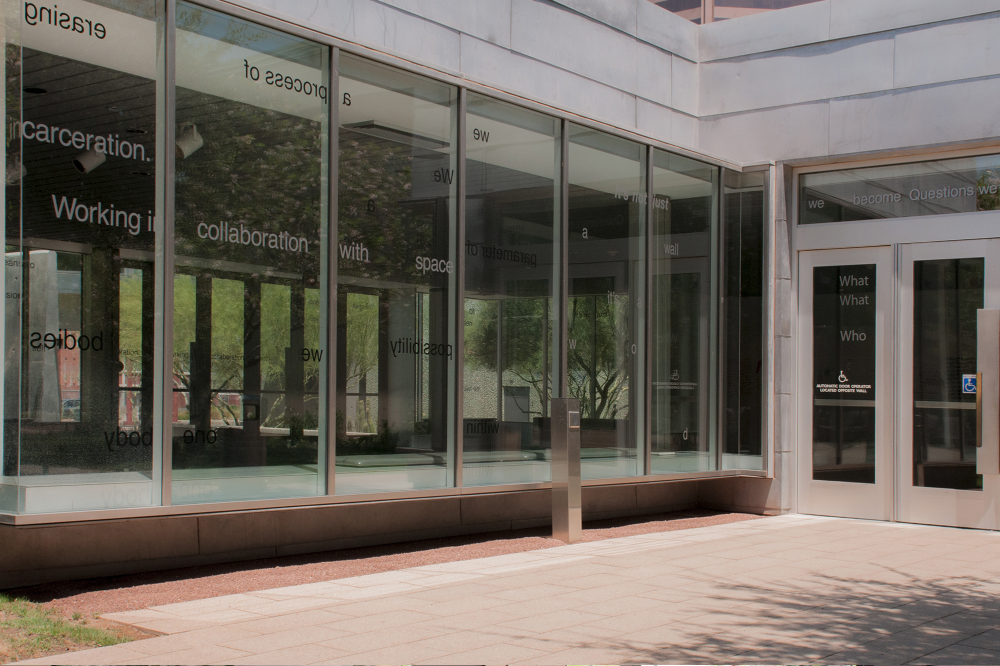 erasing
a process of
we
incarceration.
We
a
it's not just
we become Questions we
Working in collaboration with space
parameter of
a
wall
What
What
Who
it's a
bodies
we
possibility
w
o
AUTOMATIC DOOR OPERATOR
LOCATED OPPOSITE WALL
one body
within
d